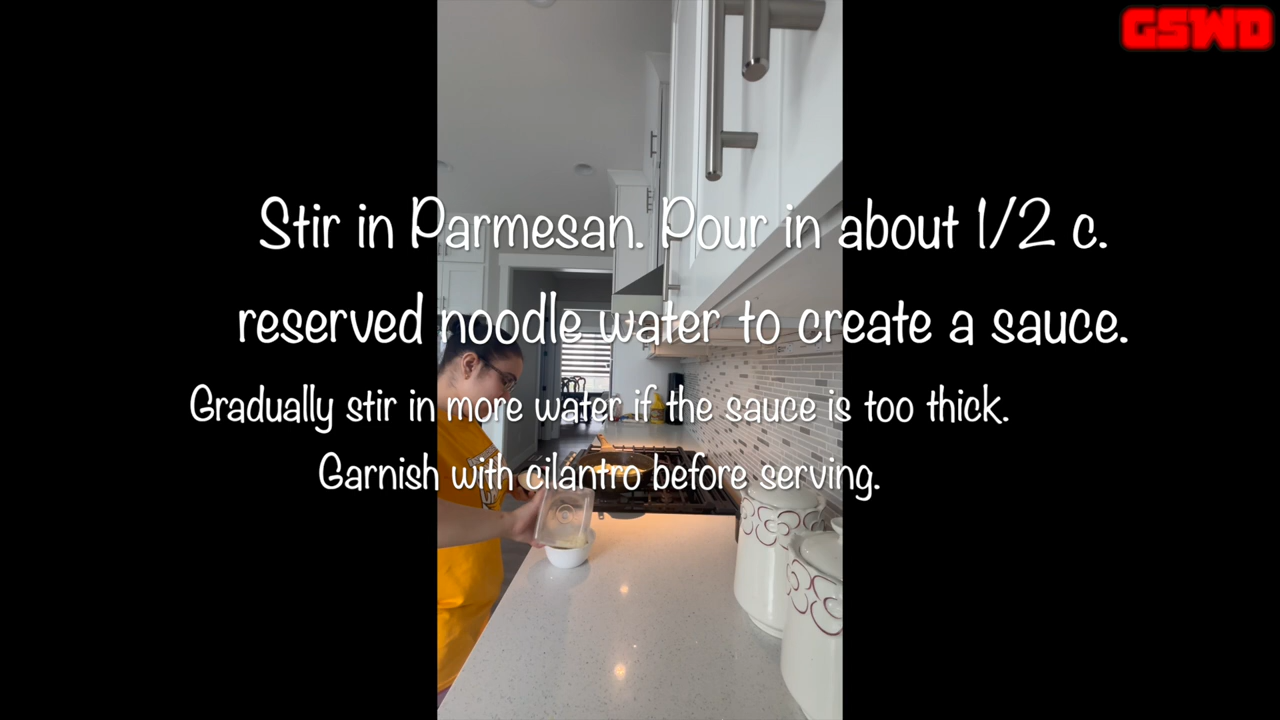 GSWD
Stir in Parmesan. Pour in about 1/2 c.
reserved noodle water to create a sauce.
Gradually stir in more water if the sauce is too thick.
Garnish with cilantro before serving.